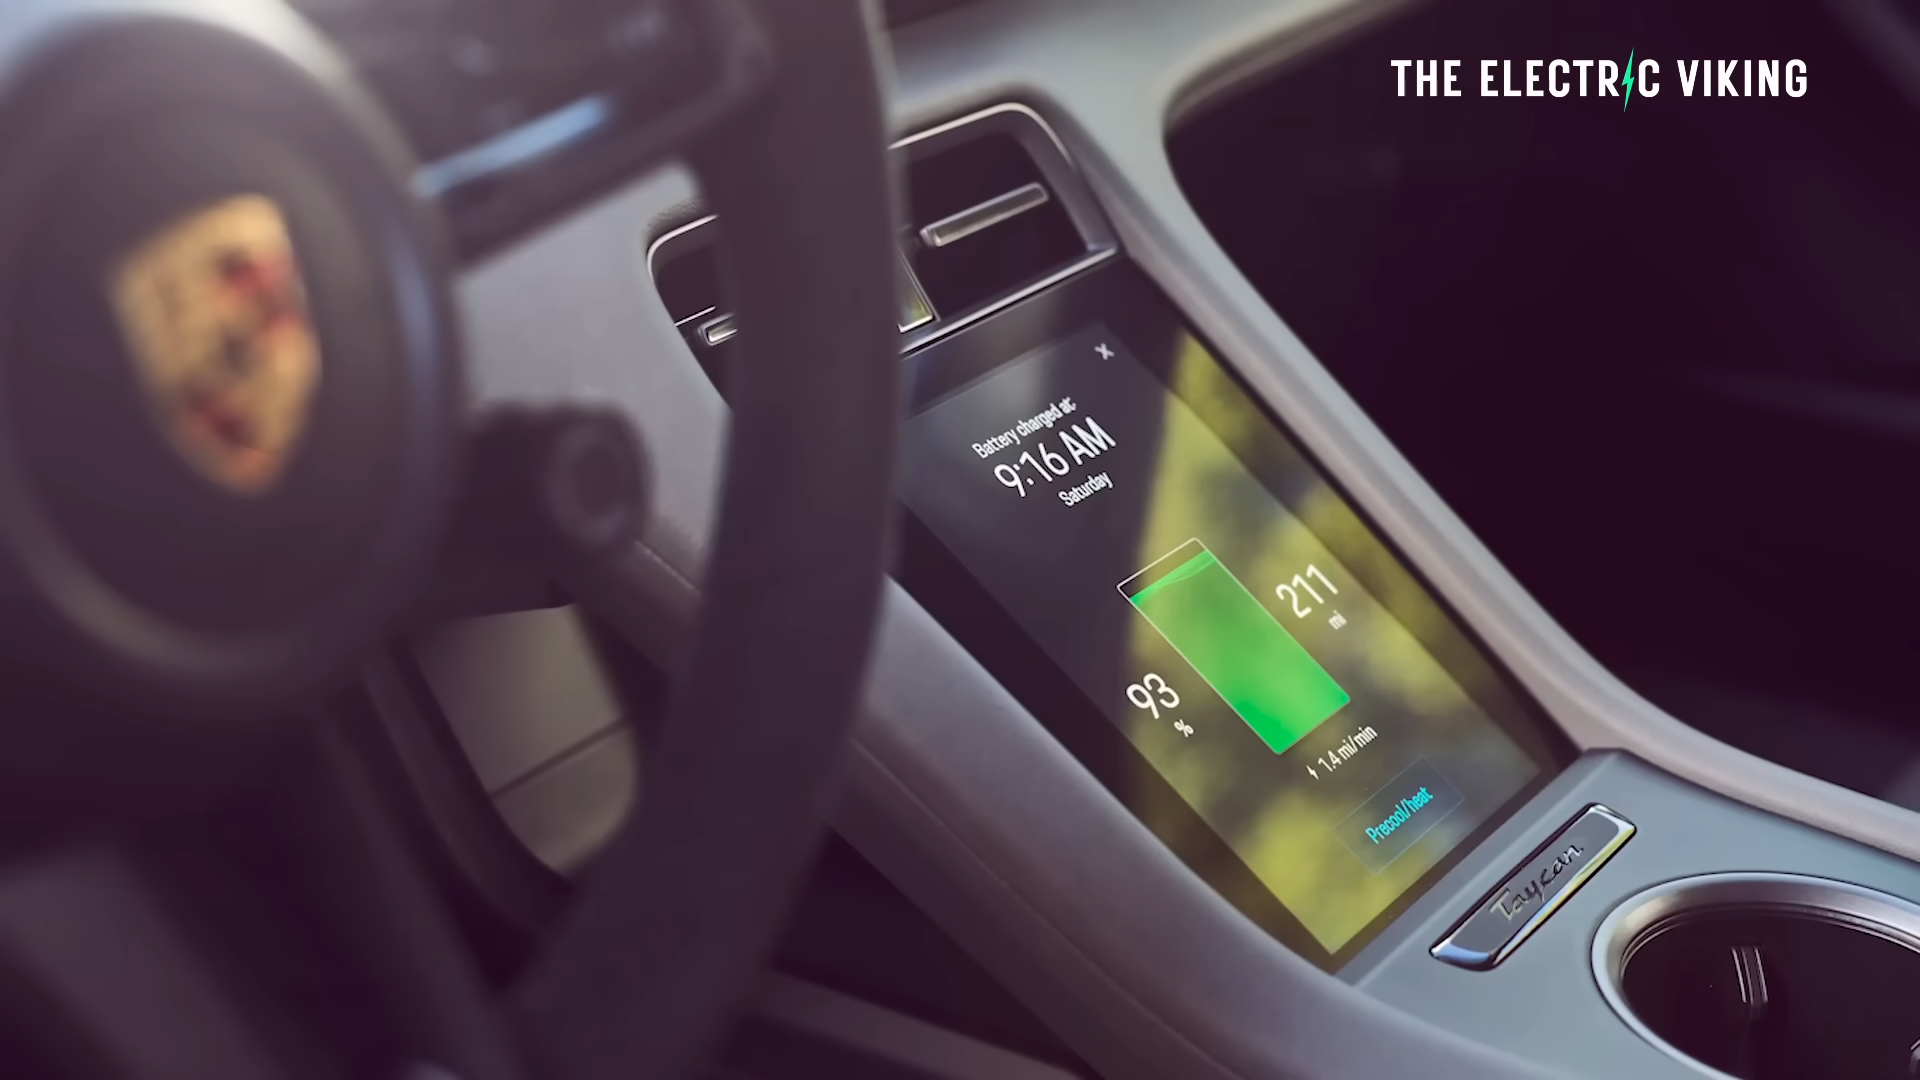 THE ELECTRIC VIKING
X
Battery charged at:
9:16 AM
Saturday
211
mi
93
%
1.4 mi/min
Precool/heat
Taycan